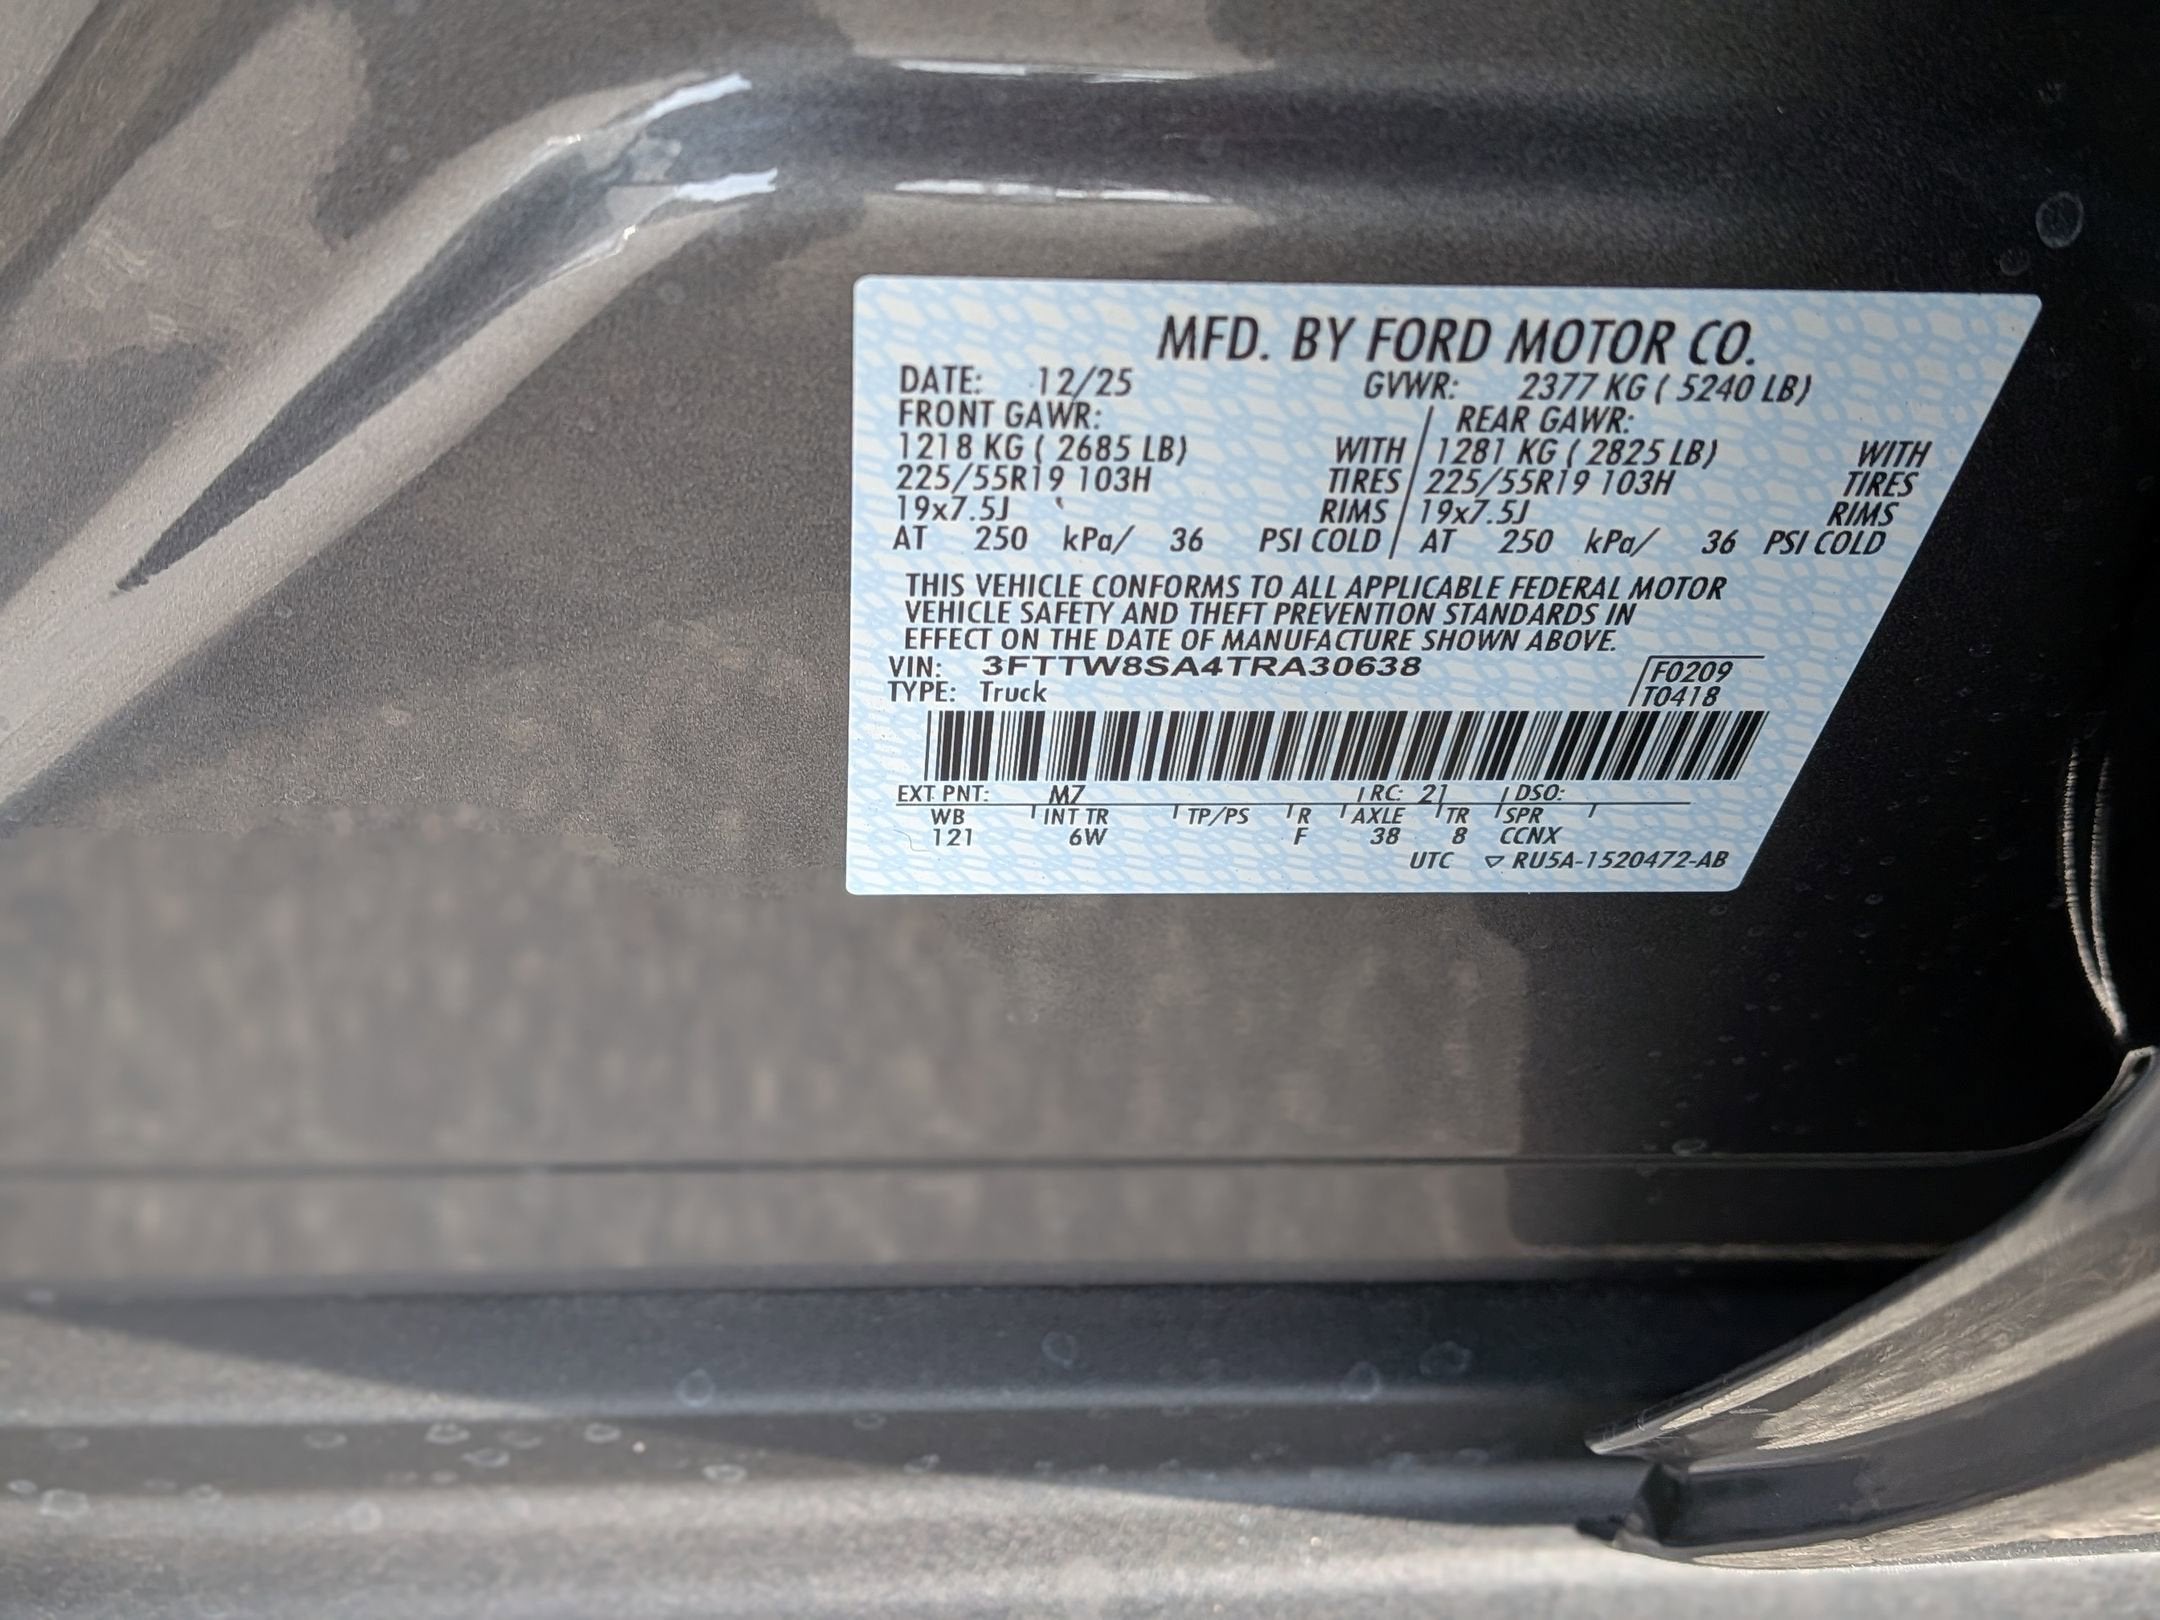 MFD. BY FORD MOTOR CO.
DATE: 12/25 GVWR: 2377 KG ( 5240 LB)
FRONT GAWR: / REAR GAWR:
1218 KG ( 2685 LB) WITH / 1281 KG ( 2825 LB) WITH
225/55R19 103H TIRES / 225/55R19 103H TIRES
19x7.5J RIMS / 19x7.5J RIMS
AT 250 kPa/ 36 PSI COLD / AT 250 kPa/ 36 PSI COLD
THIS VEHICLE CONFORMS TO ALL APPLICABLE FEDERAL MOTOR
VEHICLE SAFETY AND THEFT PREVENTION STANDARDS IN
EFFECT ON THE DATE OF MANUFACTURE SHOWN ABOVE.
VIN: 3FTTW8SA4TRA30638 F0209
TYPE: Truck T0418
EXT PNT: M7 RC: 21 DSO:
WB INT TR TP/PS R AXLE TR SPR
121 6W F 38 8 CCNX
UTC ▽ RU5A-1520472-AB